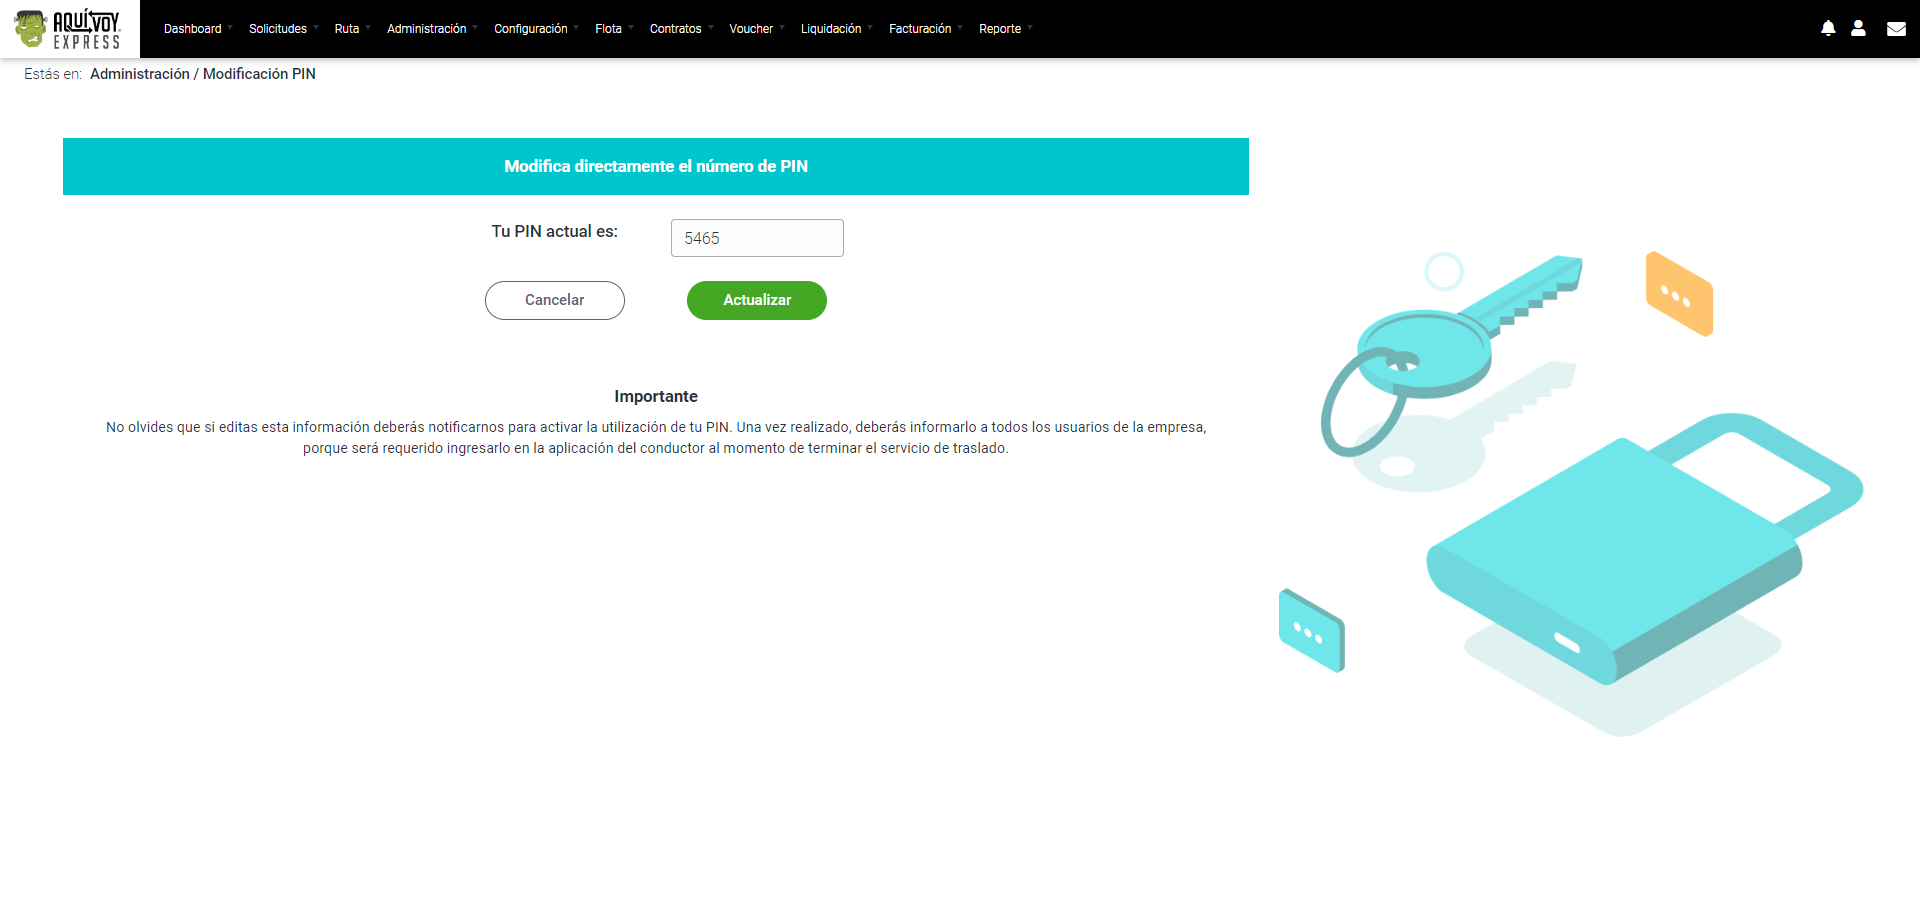 AQUÍVOY
EXPRESS
Dashboard Solicitudes Ruta Administración Configuración Flota Contratos Voucher Liquidación Facturación Reporte
Estás en: Administración / Modificación PIN
Modifica directamente el número de PIN
Tu PIN actual es: 5465
Cancelar Actualizar
Importante
No olvides que si editas esta información deberás notificarnos para activar la utilización de tu PIN. Una vez realizado, deberás informarlo a todos los usuarios de la empresa,
porque será requerido ingresarlo en la aplicación del conductor al momento de terminar el servicio de traslado.